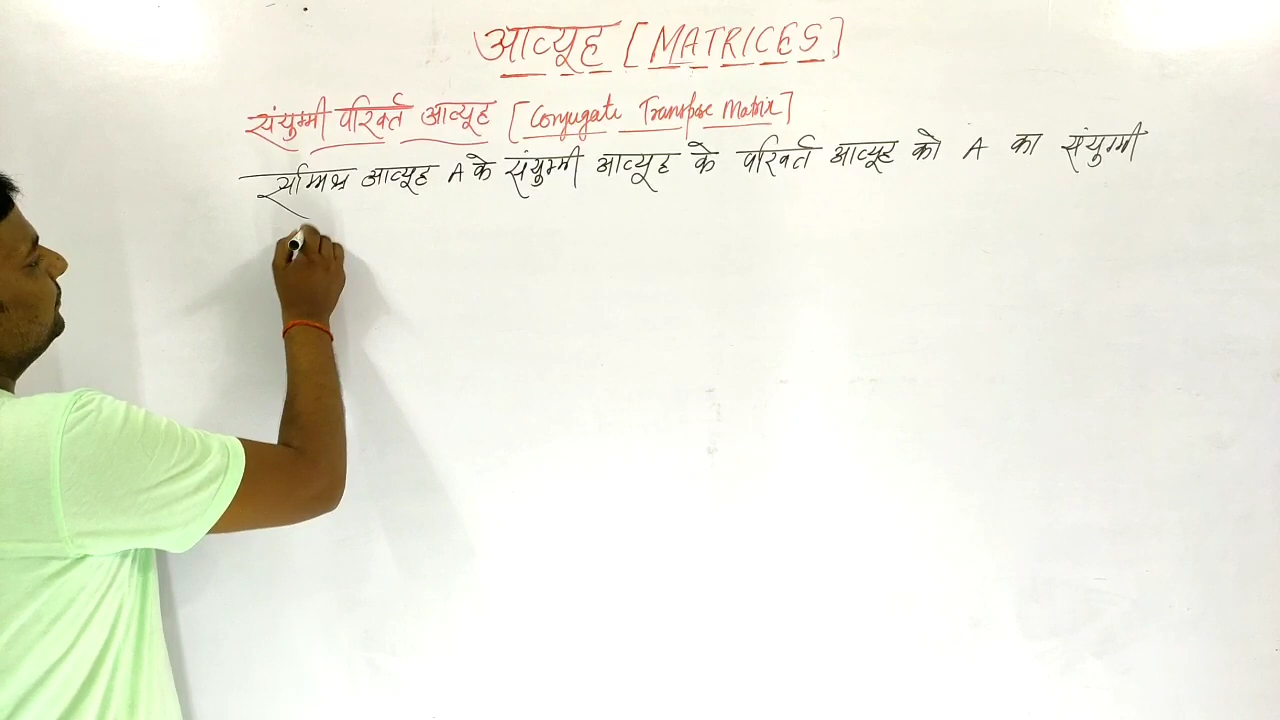 आव्यूह [MATRICES]
संयुग्मी परिवर्त आव्यूह [Conjugate Transpose Matrix]
सम्मिश्र आव्यूह A के संयुग्मी आव्यूह के परिवर्त आव्यूह को A का संयुग्मी